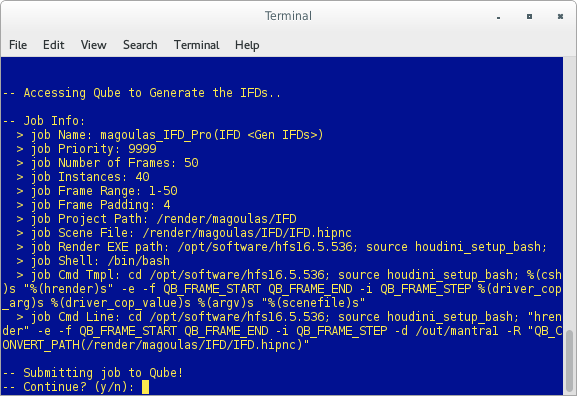 Terminal
File Edit View Search Terminal Help
-- Accessing Qube to Generate the IFDs..
-- Job Info:
> job Name: magoulas_IFD_Pro(IFD <Gen IFDs>)
> job Priority: 9999
> job Number of Frames: 50
> job Instances: 40
> job Frame Range: 1-50
> job Frame Padding: 4
> job Project Path: /render/magoulas/IFD
> job Scene File: /render/magoulas/IFD/IFD.hipnc
> job Render EXE path: /opt/software/hfs16.5.536; source houdini_setup_bash;
> job Shell: /bin/bash
> job Cmd Tmpl: cd /opt/software/hfs16.5.536; source houdini_setup_bash; %(csh
)s "%(hrender)s" -e -f QB_FRAME_START QB_FRAME_END -i QB_FRAME_STEP %(driver_cop
_arg)s %(driver_cop_value)s %(argv)s "%(scenefile)s"
> job Cmd Line: cd /opt/software/hfs16.5.536; source houdini_setup_bash; "hren
der" -e -f QB_FRAME_START QB_FRAME_END -i QB_FRAME_STEP -d /out/mantra1 -R "QB_C
ONVERT_PATH(/render/magoulas/IFD/IFD.hipnc)"
-- Submitting job to Qube!
-- Continue? (y/n):